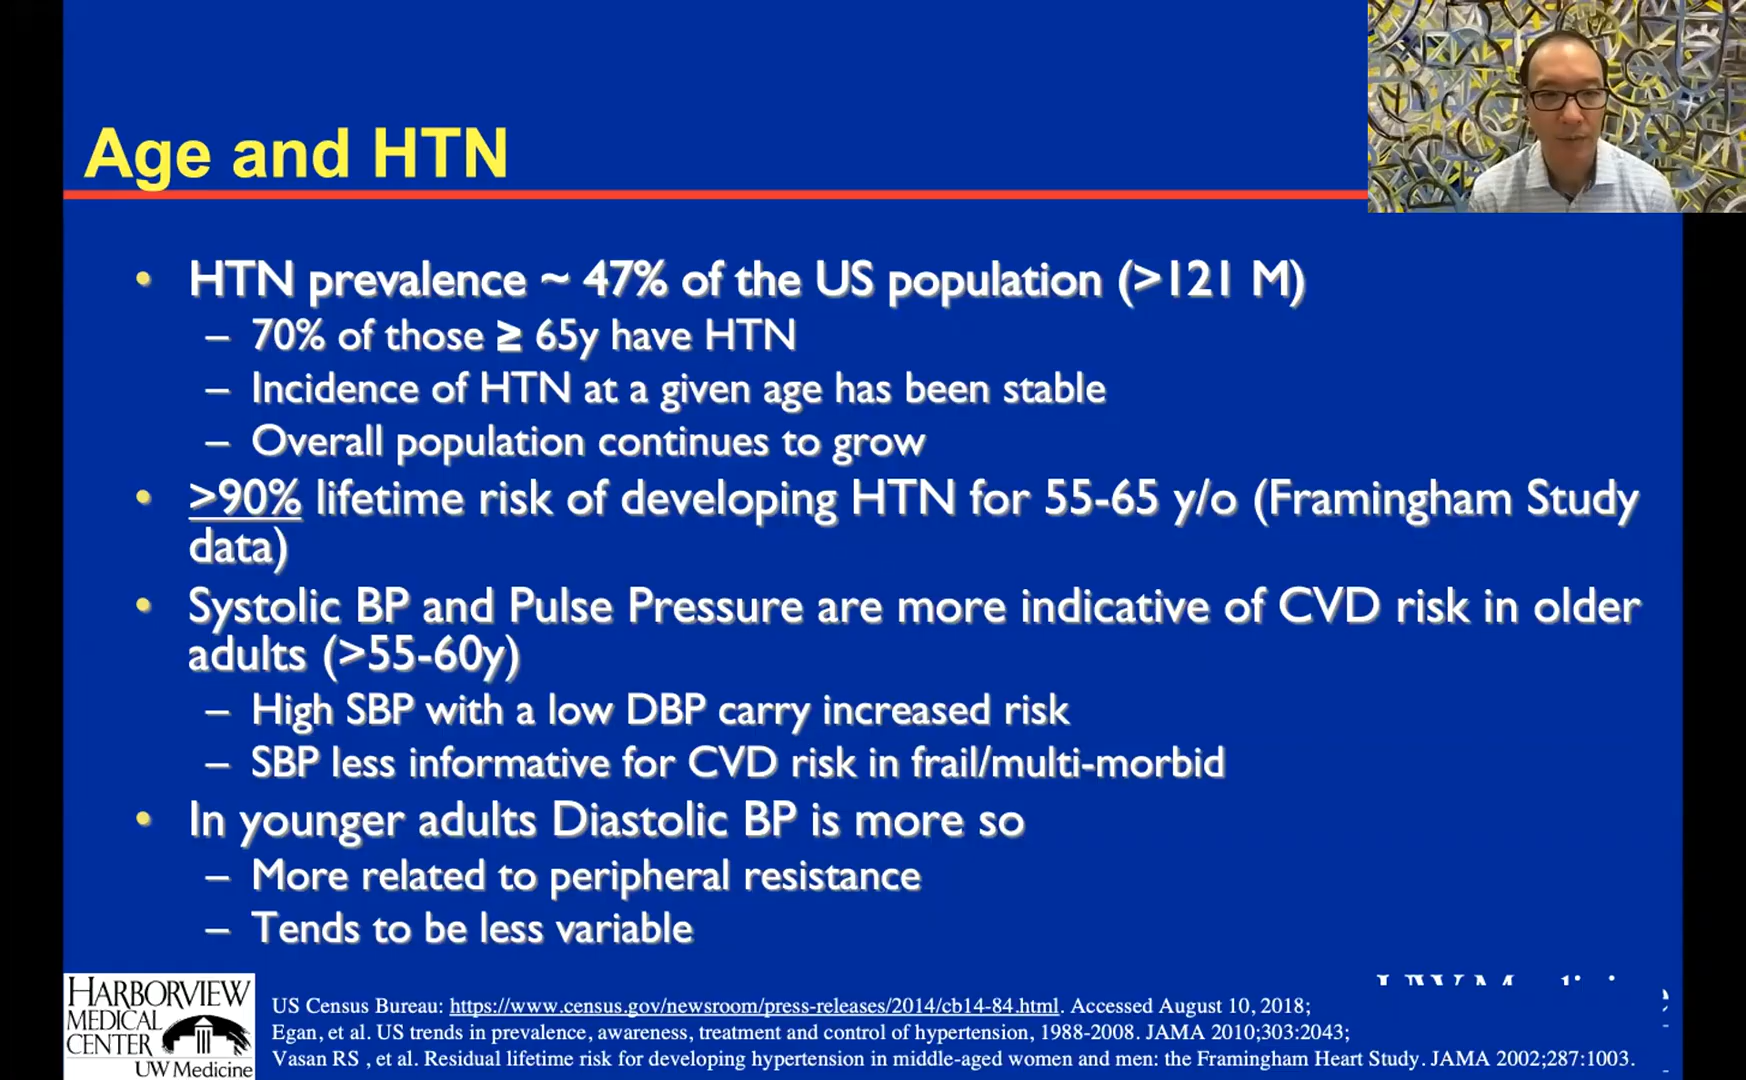 Age and HTN
• HTN prevalence ~ 47% of the US population (>121 M)
– 70% of those ≥ 65y have HTN
– Incidence of HTN at a given age has been stable
– Overall population continues to grow
• >90% lifetime risk of developing HTN for 55-65 y/o (Framingham Study
data)
• Systolic BP and Pulse Pressure are more indicative of CVD risk in older
adults (>55-60y)
– High SBP with a low DBP carry increased risk
– SBP less informative for CVD risk in frail/multi-morbid
• In younger adults Diastolic BP is more so
– More related to peripheral resistance
– Tends to be less variable
HARBORVIEW
MEDICAL
CENTER
UW Medicine
US Census Bureau: https://www.census.gov/newsroom/press-releases/2014/cb14-84.html. Accessed August 10, 2018;
Egan, et al. US trends in prevalence, awareness, treatment and control of hypertension, 1988-2008. JAMA 2010;303:2043;
Vasan RS , et al. Residual lifetime risk for developing hypertension in middle-aged women and men: the Framingham Heart Study. JAMA 2002;287:1003.